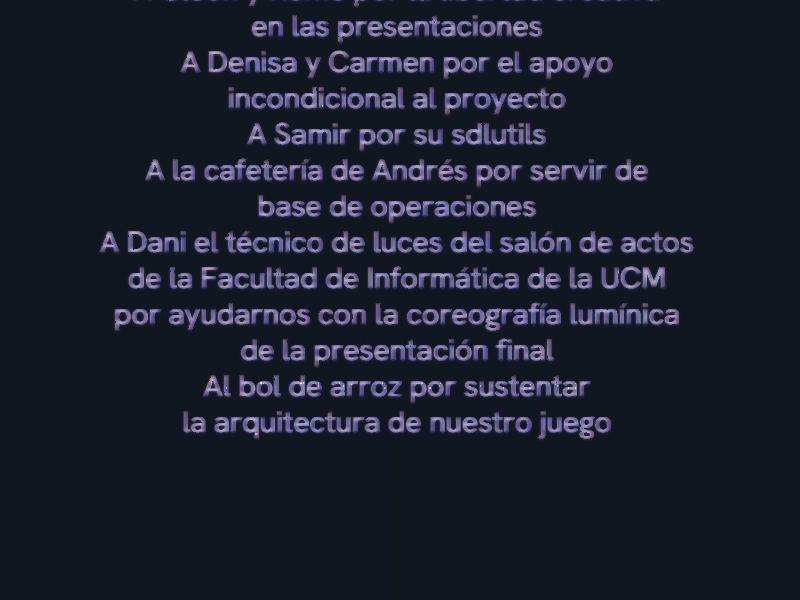 en las presentaciones
A Denisa y Carmen por el apoyo
incondicional al proyecto
A Samir por su sdlutils
A la cafetería de Andrés por servir de
base de operaciones
A Dani el técnico de luces del salón de actos
de la Facultad de Informática de la UCM
por ayudarnos con la coreografía lumínica
de la presentación final
Al bol de arroz por sustentar
la arquitectura de nuestro juego